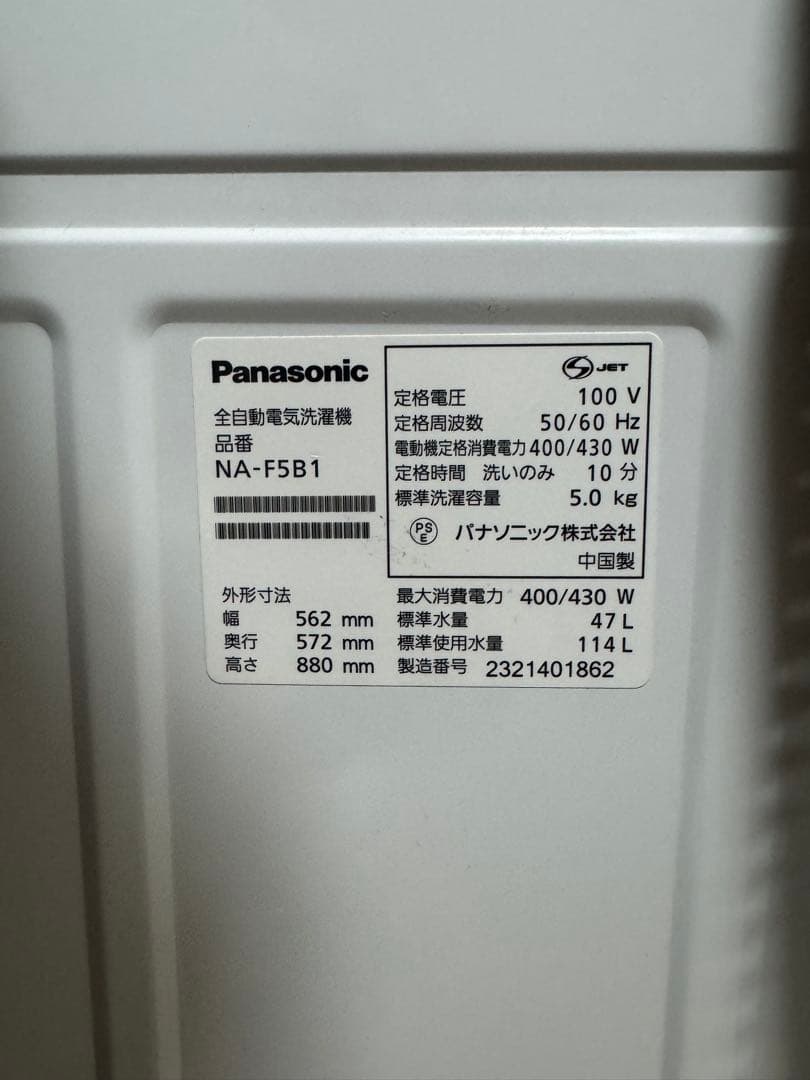 Panasonic
全自動電気洗濯機
品番
NA-F5B1
JET
定格電圧 100 V
定格周波数 50/60 Hz
電動機定格消費電力 400/430 W
定格時間 洗いのみ 10 分
標準洗濯容量 5.0 kg
PS
E
パナソニック株式会社
中国製
外形寸法
幅 562 mm
奥行 572 mm
高さ 880 mm
最大消費電力 400/430 W
標準水量 47 L
標準使用水量 114 L
製造番号 2321401862